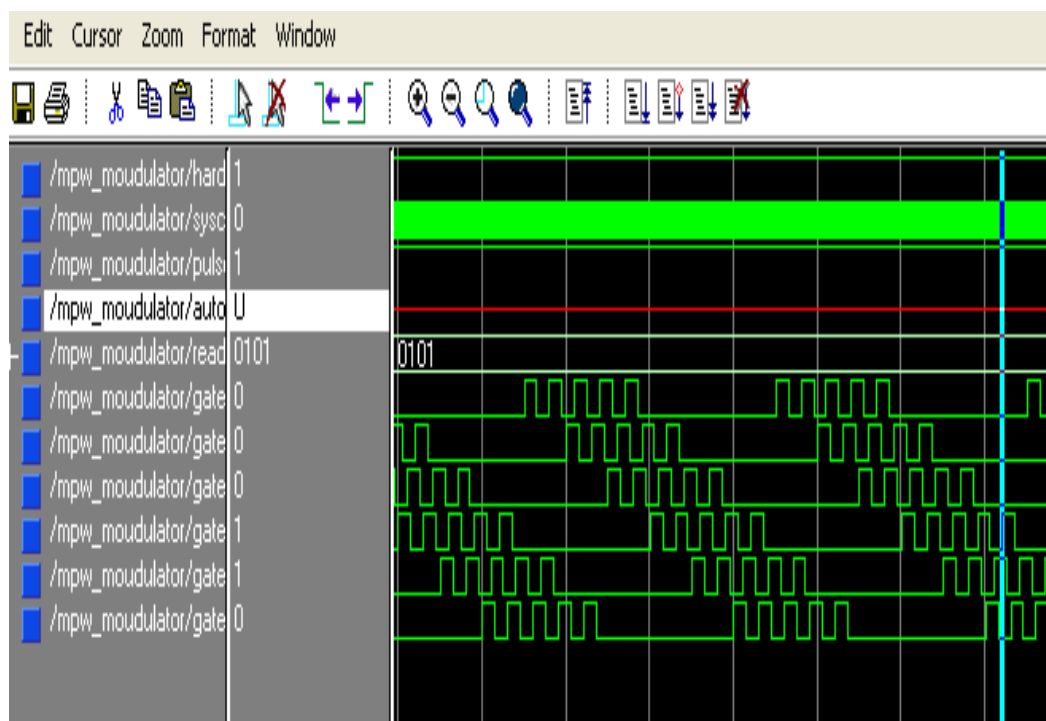 Edit Cursor Zoom Format Window
/mpw_moudulator/hard 1
/mpw_moudulator/sysc 0
/mpw_moudulator/puls 1
/mpw_moudulator/auto U
/mpw_moudulator/read 0101 0101
/mpw_moudulator/gate 0
/mpw_moudulator/gate 0
/mpw_moudulator/gate 0
/mpw_moudulator/gate 1
/mpw_moudulator/gate 1
/mpw_moudulator/gate 0